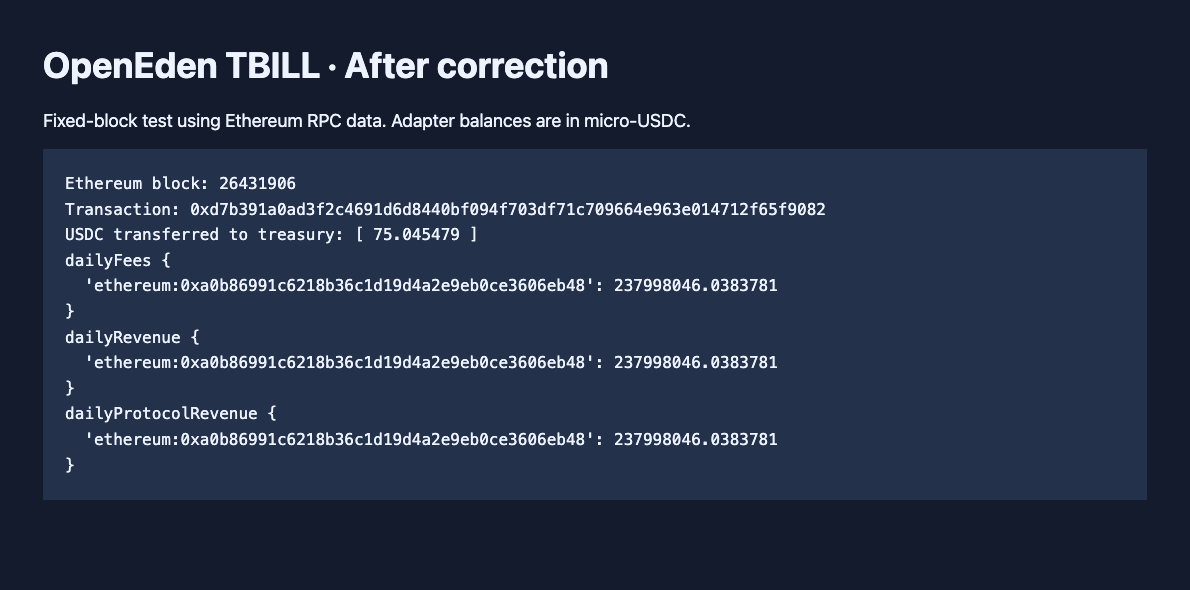 OpenEden TBILL · After correction
Fixed-block test using Ethereum RPC data. Adapter balances are in micro-USDC.
Ethereum block: 26431906
Transaction: 0xd7b391a0ad3f2c4691d6d8440bf094f703df71c709664e963e014712f65f9082
USDC transferred to treasury: [ 75.045479 ]
dailyFees {
  'ethereum:0xa0b86991c6218b36c1d19d4a2e9eb0ce3606eb48': 237998046.0383781
}
dailyRevenue {
  'ethereum:0xa0b86991c6218b36c1d19d4a2e9eb0ce3606eb48': 237998046.0383781
}
dailyProtocolRevenue {
  'ethereum:0xa0b86991c6218b36c1d19d4a2e9eb0ce3606eb48': 237998046.0383781
}